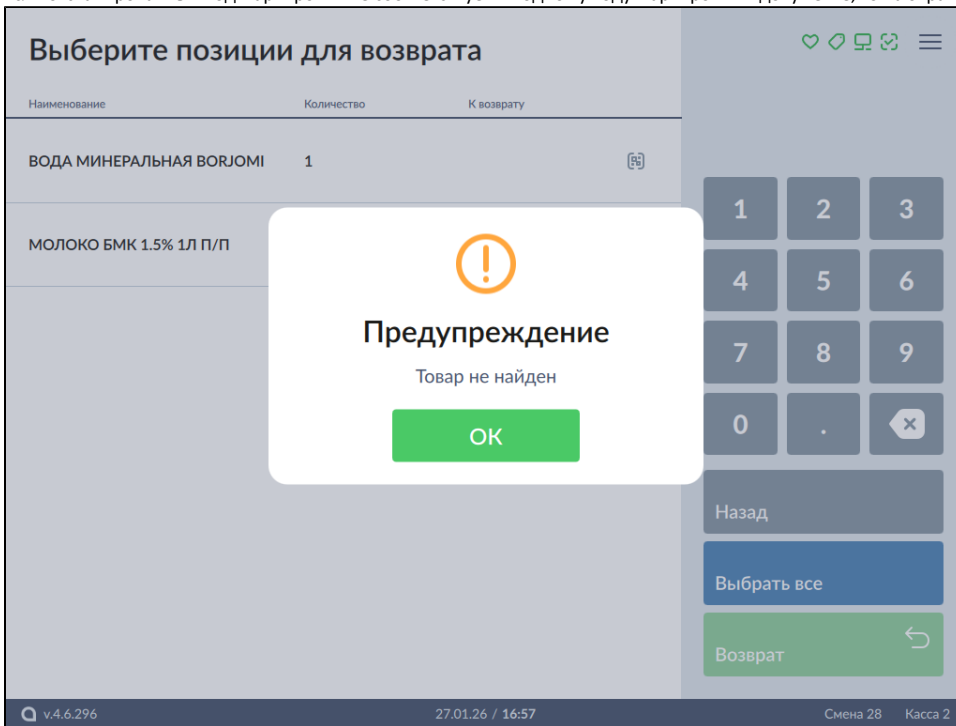 Выберите позиции для возврата
Наименование Количество К возврату
ВОДА МИНЕРАЛЬНАЯ BORJOMI 1
МОЛОКО БМК 1.5% 1Л П/П
Предупреждение
Товар не найден
ОК
1 2 3
4 5 6
7 8 9
0 .
Назад
Выбрать все
Возврат
v.4.6.296 27.01.26 / 16:57 Смена 28 Касса 2